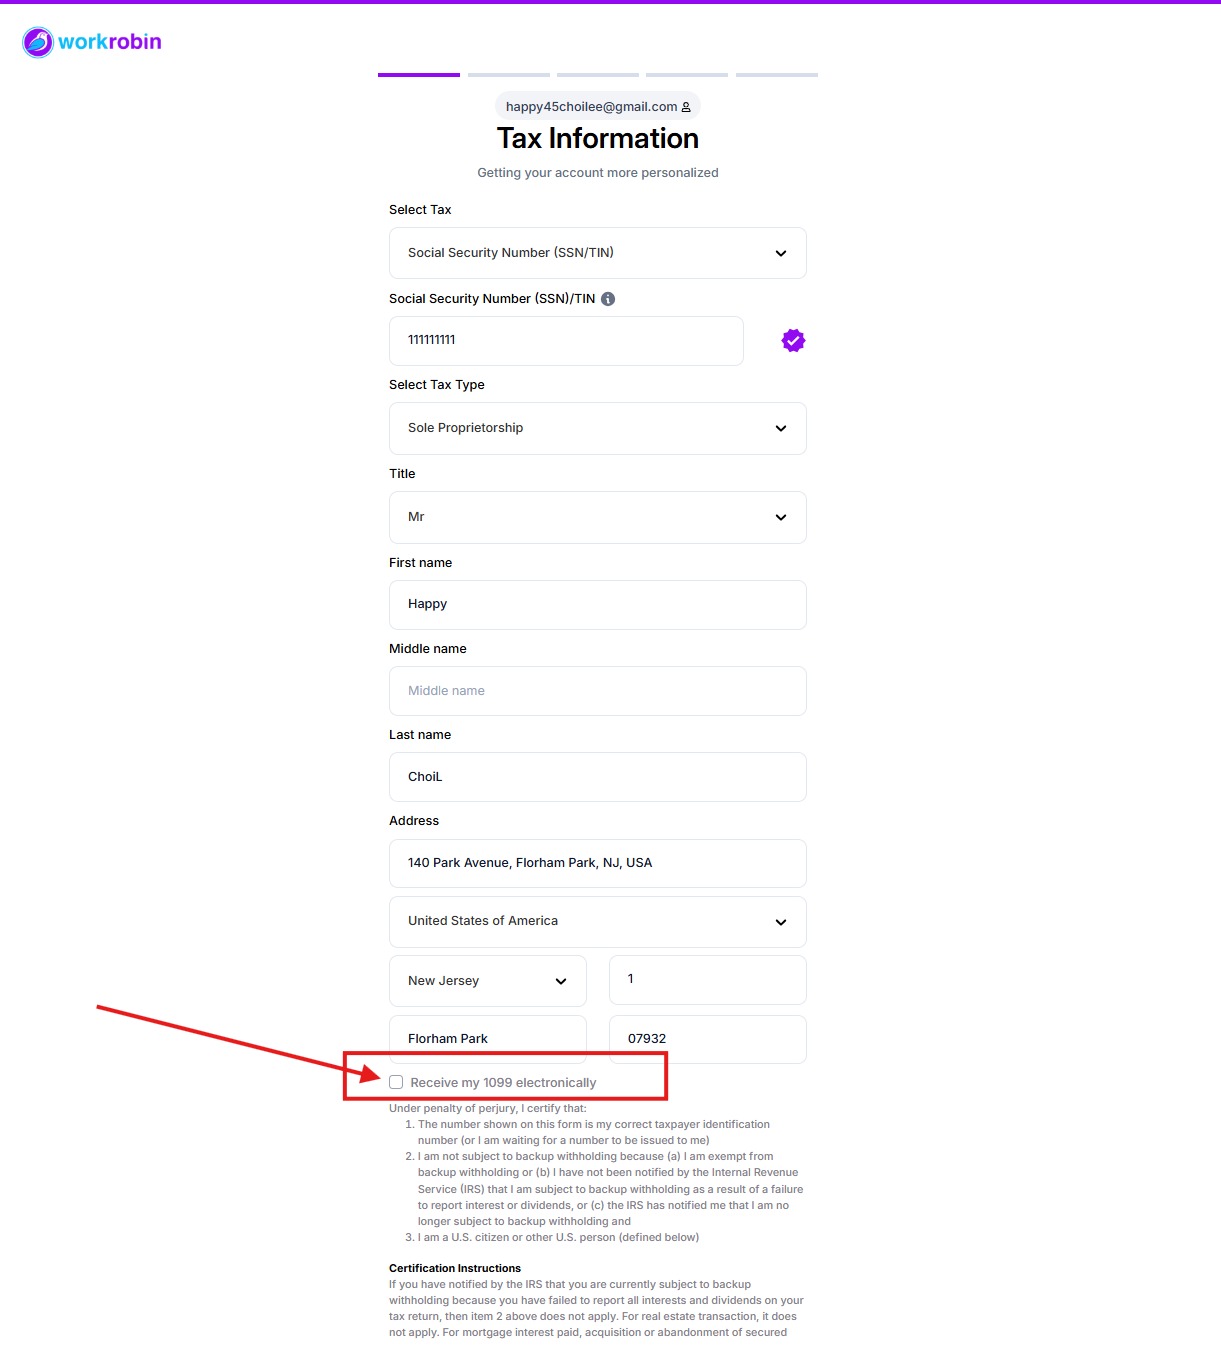 workrobin
happy45choilee@gmail.com
Tax Information
Getting your account more personalized
Select Tax
Social Security Number (SSN/TIN)
Social Security Number (SSN)/TIN
111111111
Select Tax Type
Sole Proprietorship
Title
Mr
First name
Happy
Middle name
Middle name
Last name
ChoiL
Address
140 Park Avenue, Florham Park, NJ, USA
United States of America
New Jersey
1
Florham Park
07932
Receive my 1099 electronically
Under penalty of perjury, I certify that:
1. The number shown on this form is my correct taxpayer identification
number (or I am waiting for a number to be issued to me)
2. I am not subject to backup withholding because (a) I am exempt from
backup withholding or (b) I have not been notified by the Internal Revenue
Service (IRS) that I am subject to backup withholding as a result of a failure
to report interest or dividends, or (c) the IRS has notified me that I am no
longer subject to backup withholding and
3. I am a U.S. citizen or other U.S. person (defined below)
Certification Instructions
If you have notified by the IRS that you are currently subject to backup
withholding because you have failed to report all interests and dividends on your
tax return, then item 2 above does not apply. For real estate transaction, it does
not apply. For mortgage interest paid, acquisition or abandonment of secured